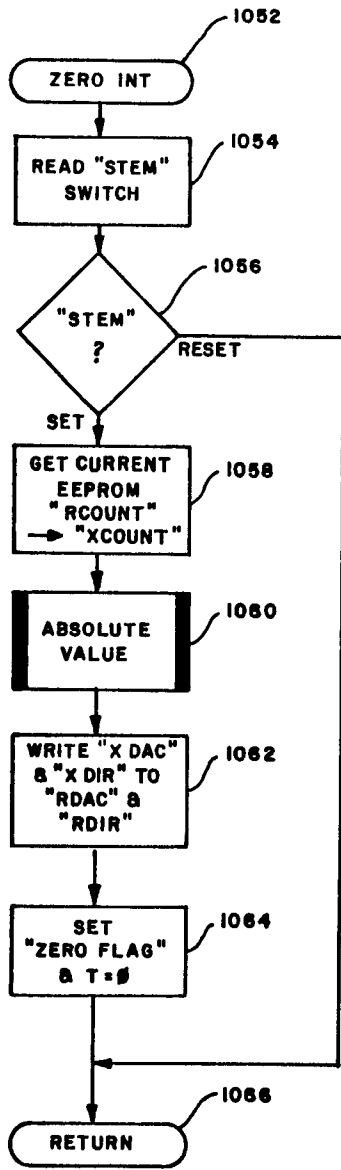 1052
ZERO INT
1054
READ "STEM"
SWITCH
1056
"STEM"
?
RESET
SET
GET CURRENT
EEPROM
"RCOUNT"
→ "XCOUNT"
1058
ABSOLUTE
VALUE
1060
WRITE "X DAC"
& "X DIR" TO
"RDAC" &
"RDIR"
1062
SET
"ZERO FLAG"
& T=Ø
1064
1066
RETURN